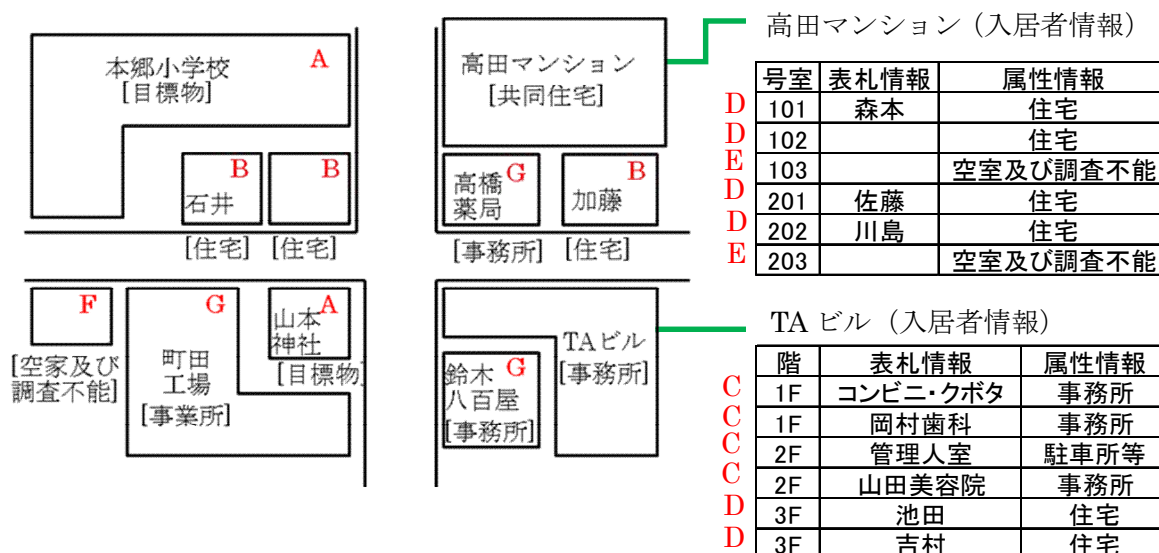 本郷小学校
[目標物]
A
B
石井
[住宅]
B
[住宅]
高田マンション
[共同住宅]
高橋
薬局
G
[事務所]
加藤
B
[住宅]
F
[空家及び
調査不能]
G
町田
工場
[事業所]
A
山本
神社
[目標物]
鈴木
八百屋
G
[事務所]
TAビル
[事務所]
高田マンション（入居者情報）
号室 表札情報 属性情報
D 101 森本 住宅
D 102 住宅
E 103 空室及び調査不能
D 201 佐藤 住宅
D 202 川島 住宅
E 203 空室及び調査不能
TA ビル（入居者情報）
階 表札情報 属性情報
C 1F コンビニ・クボタ 事務所
C 1F 岡村歯科 事務所
C 2F 管理人室 駐車所等
C 2F 山田美容院 事務所
D 3F 池田 住宅
D 3F 吉村 住宅